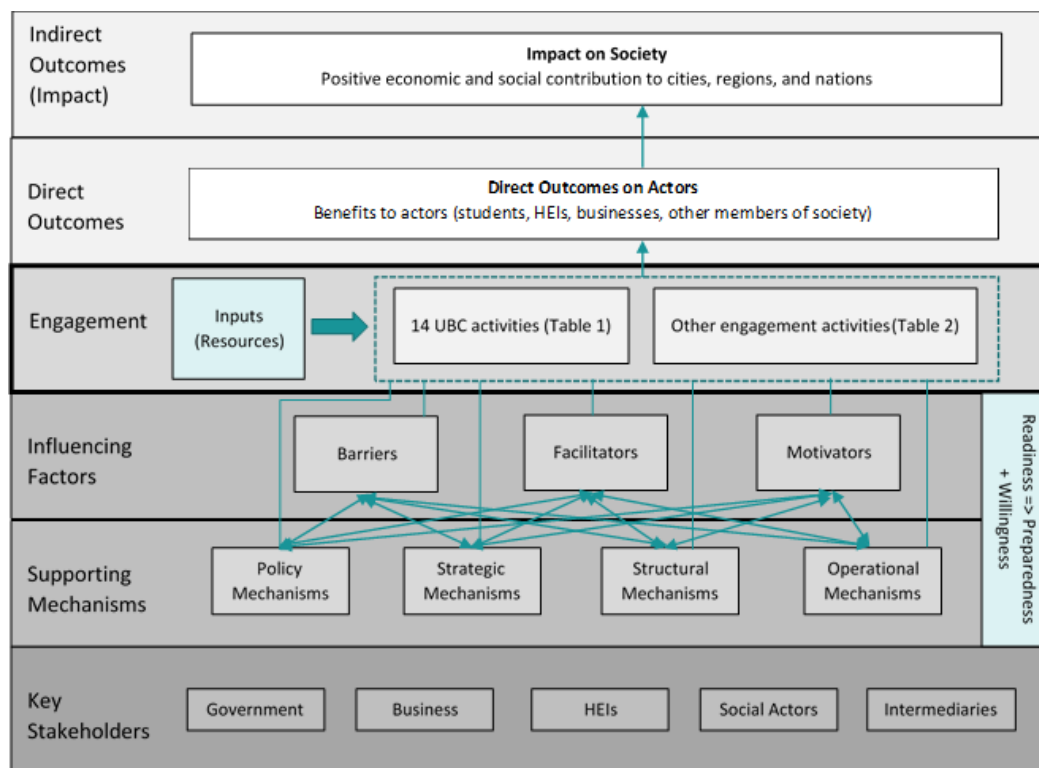 Indirect
Outcomes
(Impact)
Impact on Society
Positive economic and social contribution to cities, regions, and nations
Direct
Outcomes
Direct Outcomes on Actors
Benefits to actors (students, HEIs, businesses, other members of society)
Engagement
Inputs
(Resources)
14 UBC activities (Table 1)
Other engagement activities(Table 2)
Influencing
Factors
Barriers
Facilitators
Motivators
Readiness => Preparedness
+ Willingness
Supporting
Mechanisms
Policy
Mechanisms
Strategic
Mechanisms
Structural
Mechanisms
Operational
Mechanisms
Key
Stakeholders
Government
Business
HEIs
Social Actors
Intermediaries